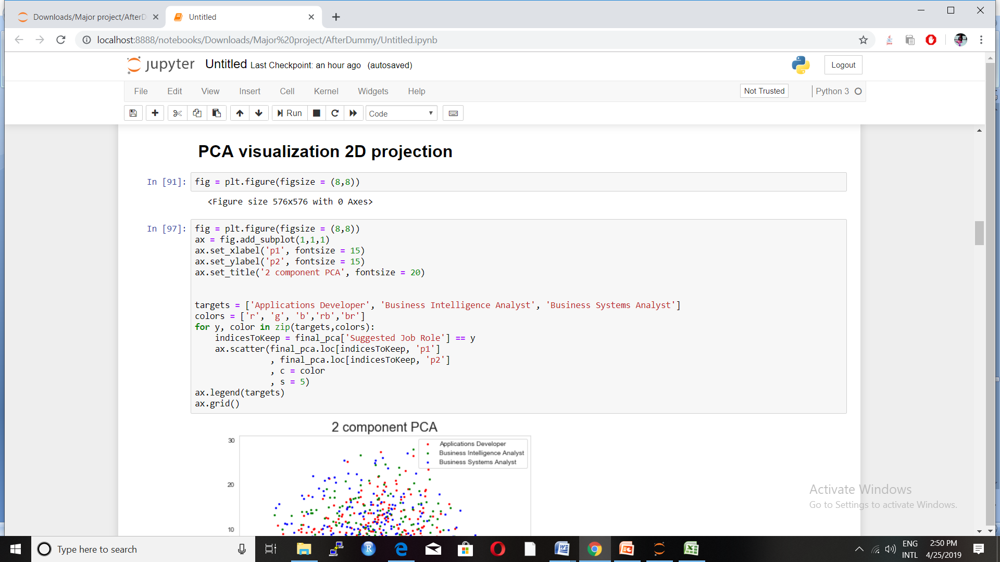 Downloads/Major project/AfterD
Untitled
localhost:8888/notebooks/Downloads/Major%20project/AfterDummy/Untitled.ipynb
jupyter Untitled Last Checkpoint: an hour ago (autosaved)
Logout
File Edit View Insert Cell Kernel Widgets Help
Not Trusted
Python 3
Run
Code
PCA visualization 2D projection
In [91]: fig = plt.figure(figsize = (8,8))
<Figure size 576x576 with 0 Axes>
In [97]: fig = plt.figure(figsize = (8,8))
ax = fig.add_subplot(1,1,1)
ax.set_xlabel('p1', fontsize = 15)
ax.set_ylabel('p2', fontsize = 15)
ax.set_title('2 component PCA', fontsize = 20)
targets = ['Applications Developer', 'Business Intelligence Analyst', 'Business Systems Analyst']
colors = ['r', 'g', 'b','rb','br']
for y, color in zip(targets,colors):
    indicesToKeep = final_pca['Suggested Job Role'] == y
    ax.scatter(final_pca.loc[indicesToKeep, 'p1']
               , final_pca.loc[indicesToKeep, 'p2']
               , c = color
               , s = 5)
ax.legend(targets)
ax.grid()
2 component PCA
30
Applications Developer
Business Intelligence Analyst
Business Systems Analyst
20
10
Activate Windows
Go to Settings to activate Windows.
Type here to search
ENG
INTL
2:50 PM
4/25/2019